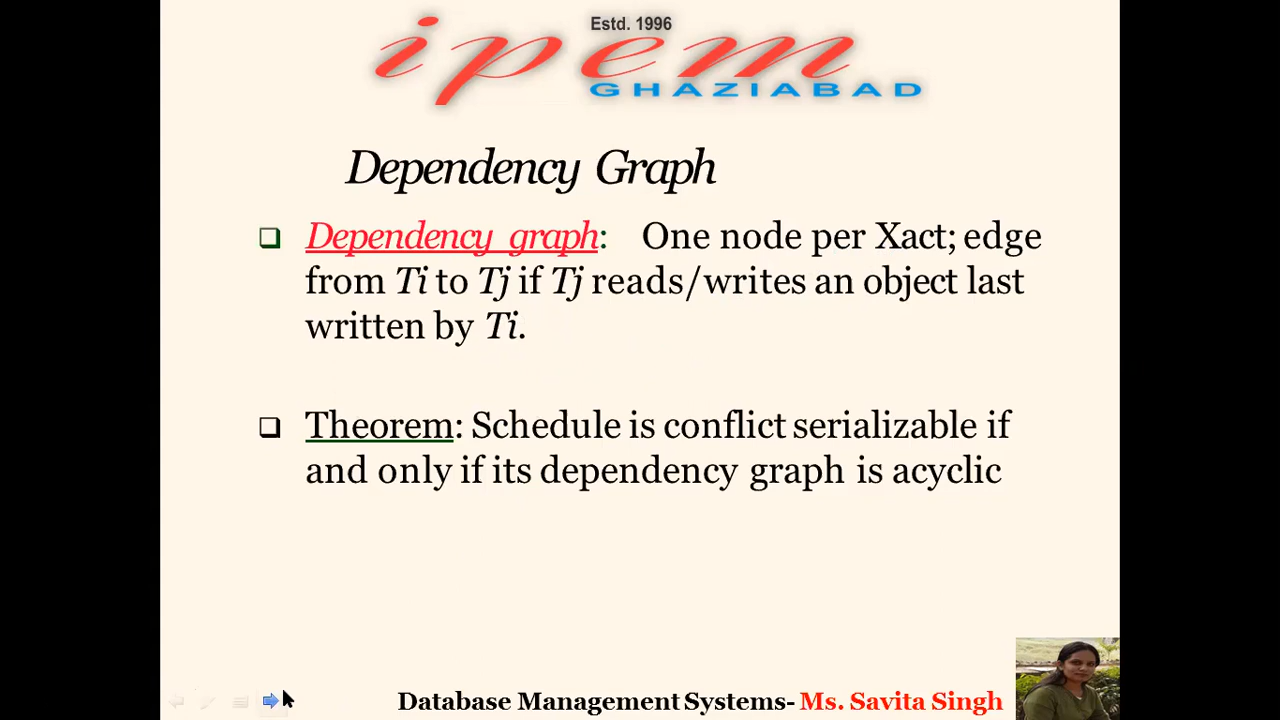 Estd. 1996
ipem
GHAZIABAD
Dependency Graph
Dependency graph: One node per Xact; edge
from Ti to Tj if Tj reads/writes an object last
written by Ti.
Theorem: Schedule is conflict serializable if
and only if its dependency graph is acyclic
Database Management Systems- Ms. Savita Singh